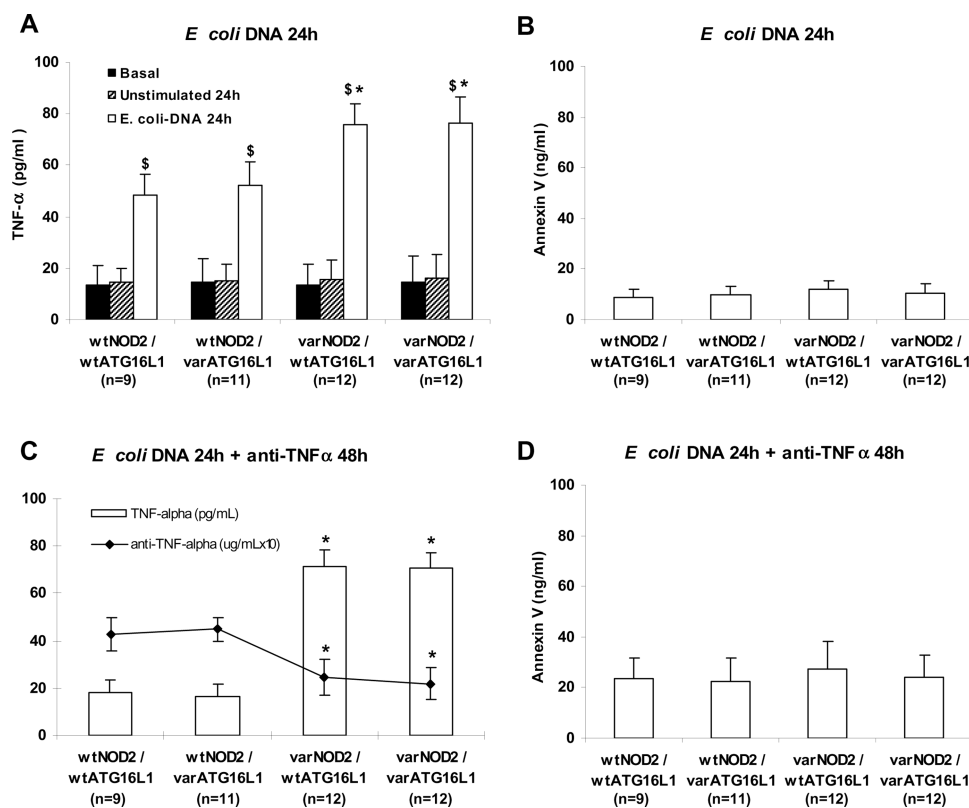 A
E coli DNA 24h
Basal
Unstimulated 24h
E. coli-DNA 24h
TNF-α (pg/ml )
100
80
60
40
20
0
$
$
$ *
$ *
wtNOD2 / wtNOD2 / varNOD2 / varNOD2 /
wtATG16L1 varATG16L1 wtATG16L1 varATG16L1
(n=9) (n=11) (n=12) (n=12)
B
E coli DNA 24h
Annexin V (ng/ml)
100
80
60
40
20
0
wtNOD2 / wtNOD2 / varNOD2 / varNOD2 /
wtATG16L1 varATG16L1 wtATG16L1 varATG16L1
(n=9) (n=11) (n=12) (n=12)
C
E coli DNA 24h + anti-TNFα 48h
TNF-alpha (pg/mL)
anti-TNF-alpha (ug/mLx10)
100
80
60
40
20
0
*
*
*
*
wtNOD2 / wtNOD2 / varNOD2 / varNOD2 /
wtATG16L1 varATG16L1 wtATG16L1 varATG16L1
(n=9) (n=11) (n=12) (n=12)
D
E coli DNA 24h + anti-TNFα 48h
Annexin V (ng/ml)
100
80
60
40
20
0
wtNOD2 / wtNOD2 / varNOD2 / varNOD2 /
wtATG16L1 varATG16L1 wtATG16L1 varATG16L1
(n=9) (n=11) (n=12) (n=12)